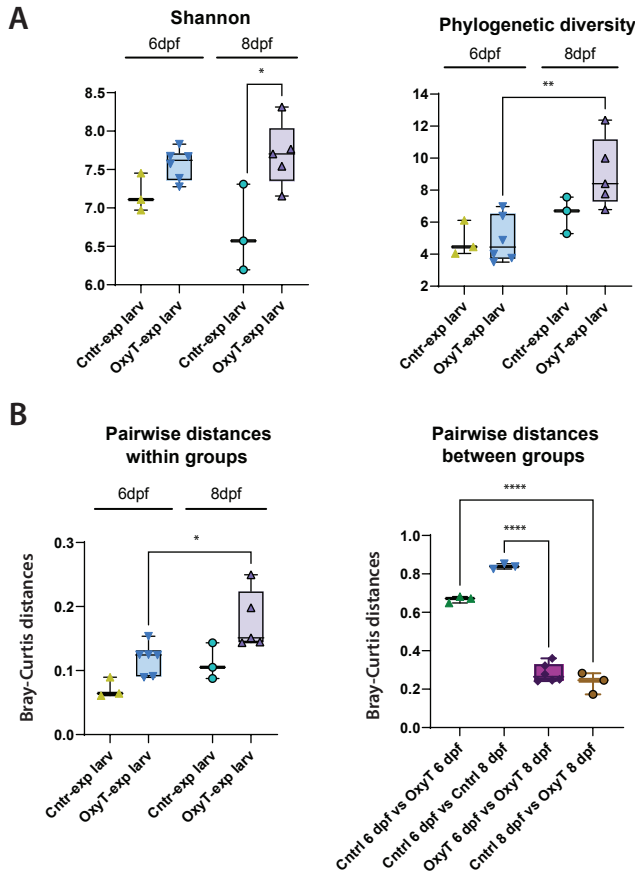 A
Shannon
6dpf 8dpf
*
8.5
8.0
7.5
7.0
6.5
6.0
Cntr-exp larv
OxyT-exp larv
Cntr-exp larv
OxyT-exp larv
Phylogenetic diversity
6dpf 8dpf
**
14
12
10
8
6
4
2
Cntr-exp larv
OxyT-exp larv
Cntr-exp larv
OxyT-exp larv
B
Pairwise distances
within groups
6dpf 8dpf
*
Bray-Curtis distances
0.3
0.2
0.1
0.0
Cntr-exp larv
OxyT-exp larv
Cntr-exp larv
OxyT-exp larv
Pairwise distances
between groups
****
****
Bray-Curtis distances
1.0
0.8
0.6
0.4
0.2
0.0
Cntrl 6 dpf vs OxyT 6 dpf
Cntrl 6 dpf vs Cntrl 8 dpf
OxyT 6 dpf vs OxyT 8 dpf
Cntrl 8 dpf vs OxyT 8 dpf